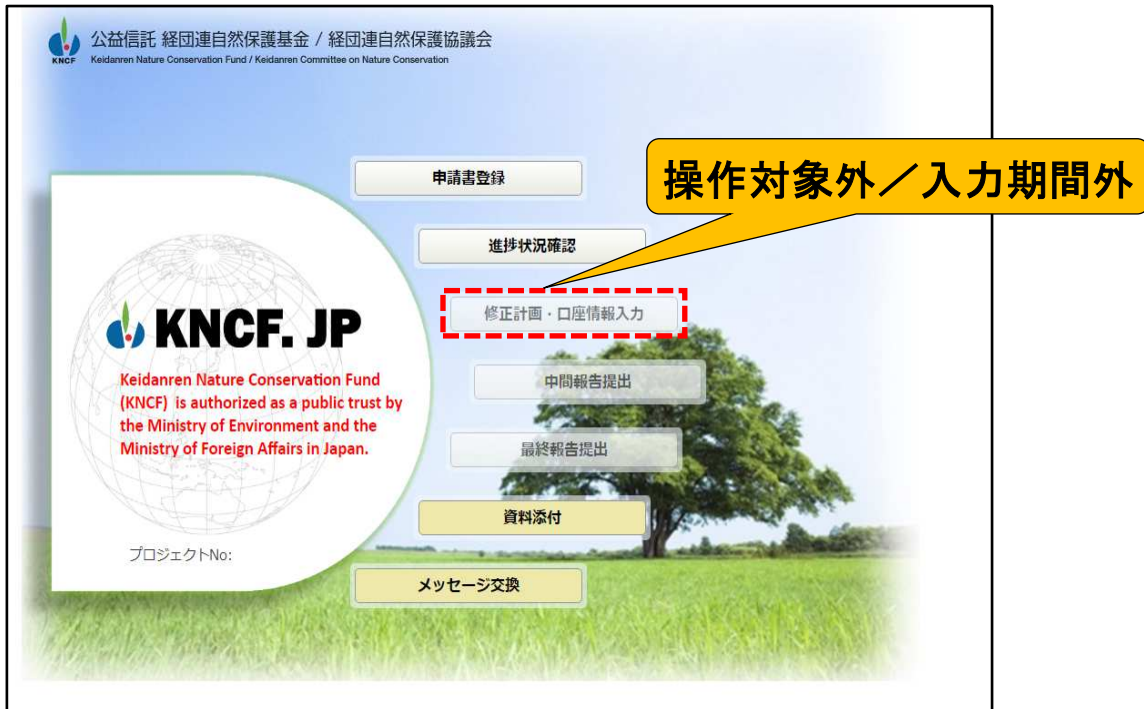 公益信託 経団連自然保護基金 / 経団連自然保護協議会
KNCF
Keidanren Nature Conservation Fund / Keidanren Committee on Nature Conservation
申請書登録
操作対象外／入力期間外
進捗状況確認
修正計画・口座情報入力
KNCF. JP
中間報告提出
Keidanren Nature Conservation Fund
(KNCF) is authorized as a public trust by
the Ministry of Environment and the
Ministry of Foreign Affairs in Japan.
最終報告提出
資料添付
プロジェクトNo:
メッセージ交換